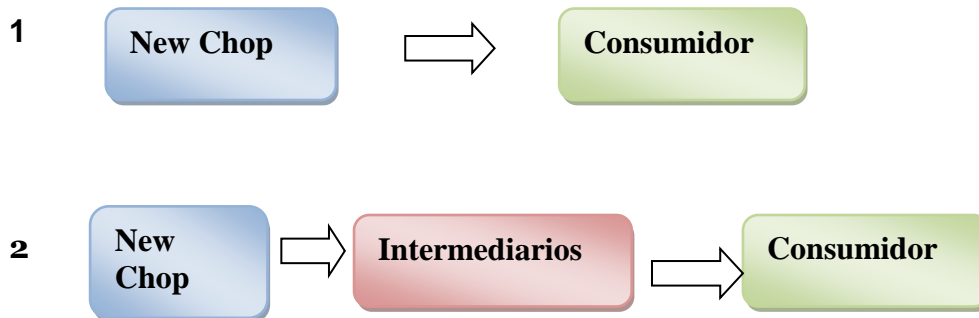 1
New Chop
Consumidor
2
New
Chop
Intermediarios
Consumidor